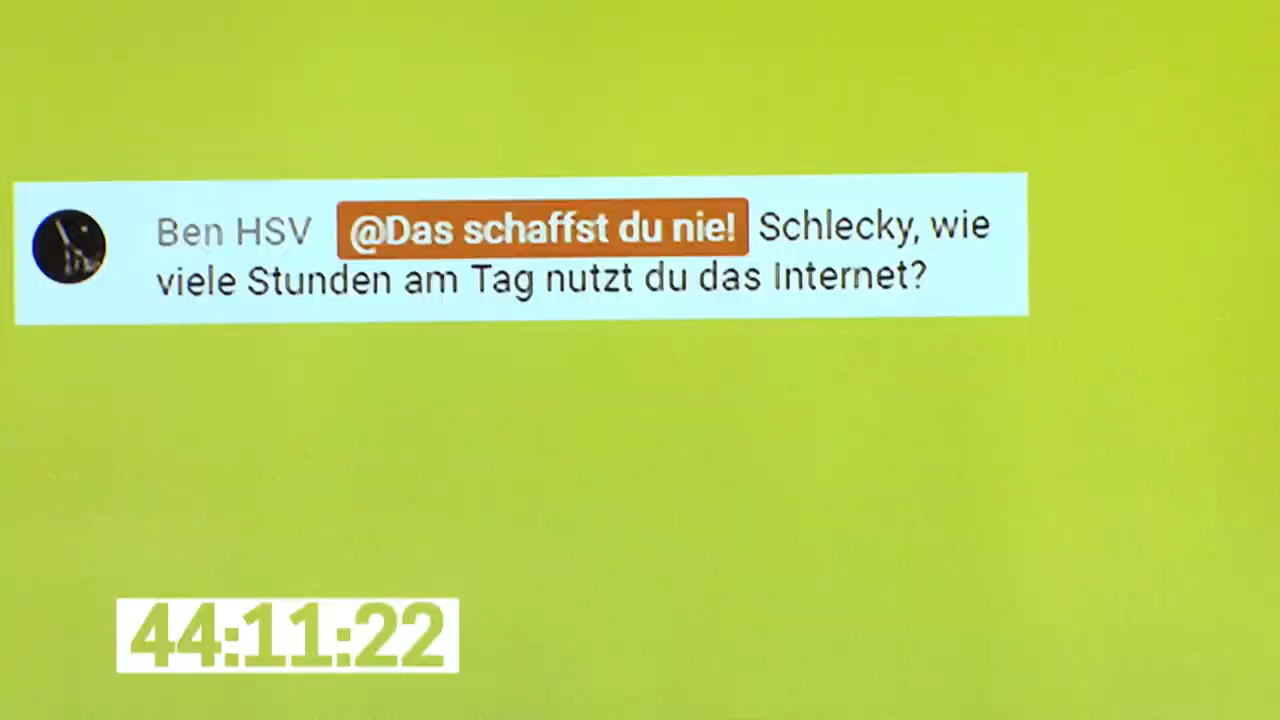 Ben HSV @Das schaffst du nie! Schlecky, wie
viele Stunden am Tag nutzt du das Internet?
44:11:22